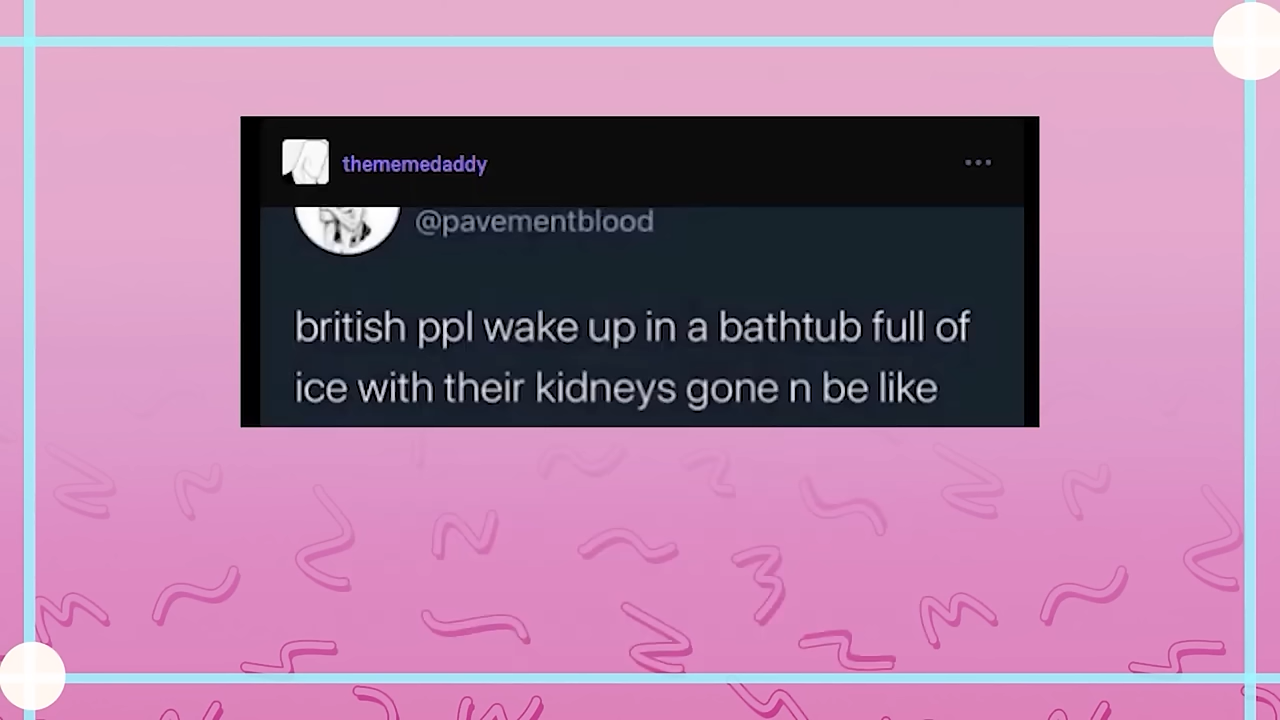 thememedaddy
@pavementblood
british ppl wake up in a bathtub full of
ice with their kidneys gone n be like